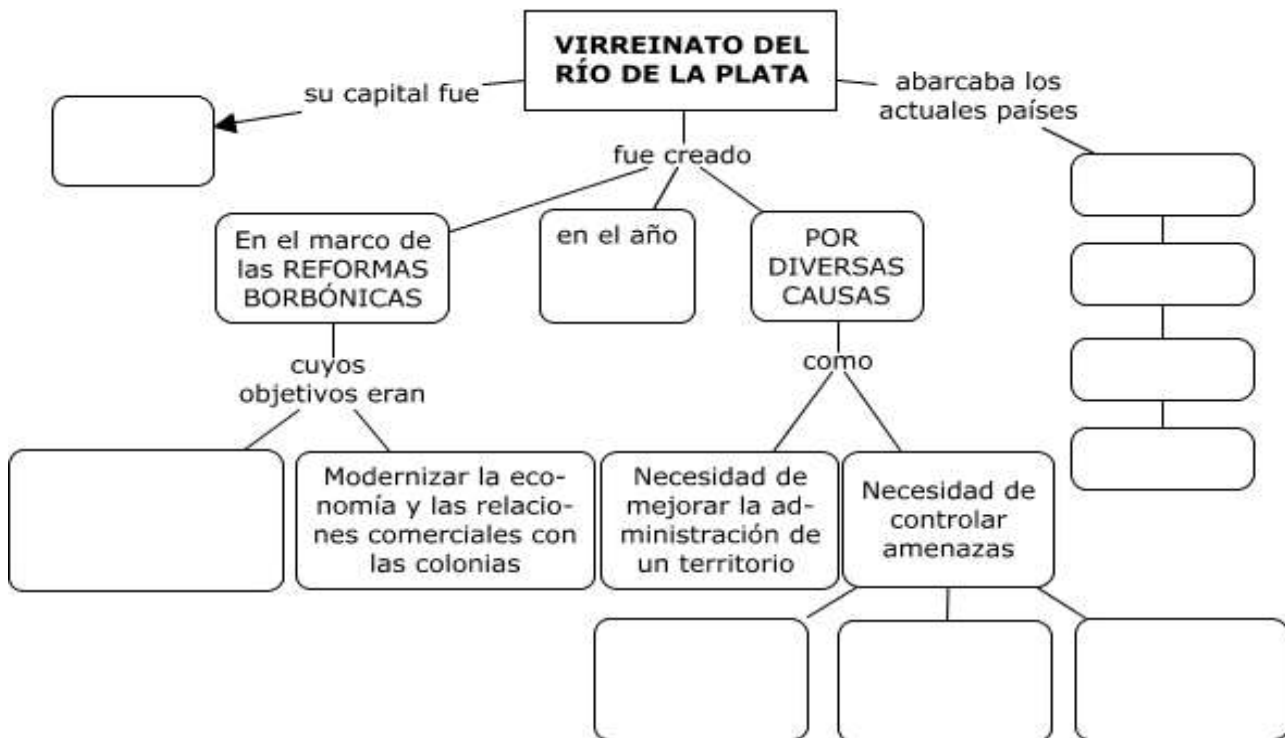 VIRREINATO DEL
RÍO DE LA PLATA
su capital fue
abarcaba los
actuales países
fue creado
En el marco de
las REFORMAS
BORBÓNICAS
en el año
POR
DIVERSAS
CAUSAS
cuyos
objetivos eran
como
Modernizar la eco-
nomía y las relacio-
nes comerciales con
las colonias
Necesidad de
mejorar la ad-
ministración de
un territorio
Necesidad de
controlar
amenazas